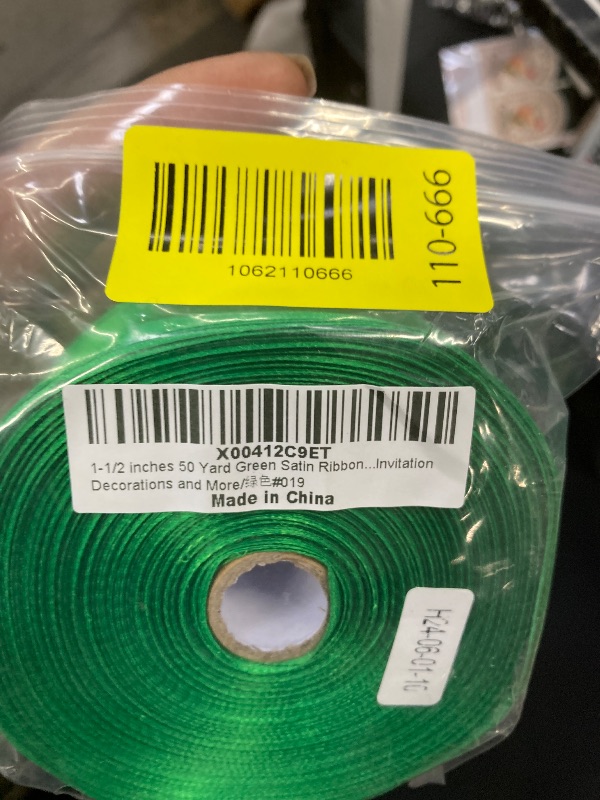 1062110666
110-666
X00412C9ET
1-1/2 inches 50 Yard Green Satin Ribbon...Invitation
Decorations and More/绿色#019
Made in China
H24-06-01-10